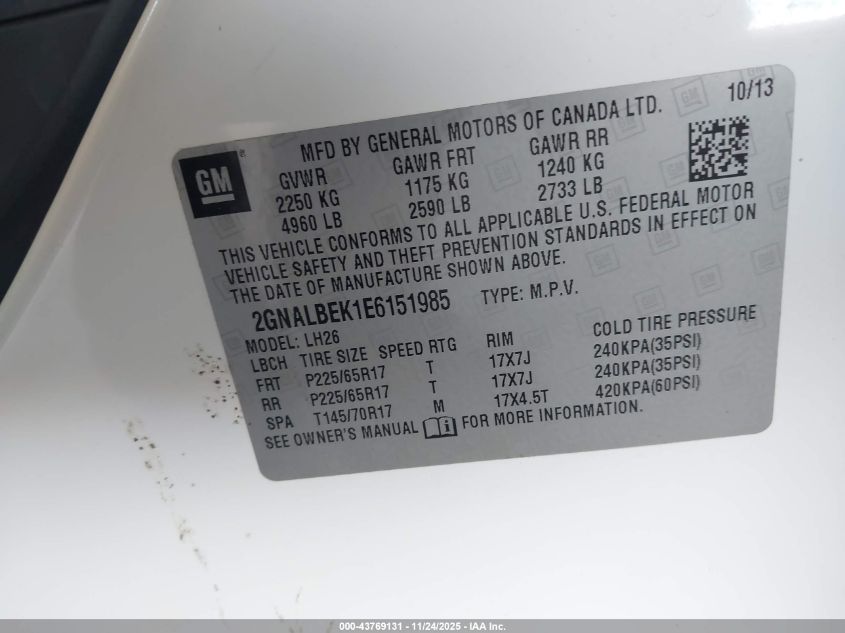 10/13
MFD BY GENERAL MOTORS OF CANADA LTD.
GM
GVWR GAWR FRT GAWR RR
2250 KG 1175 KG 1240 KG
4960 LB 2590 LB 2733 LB
THIS VEHICLE CONFORMS TO ALL APPLICABLE U.S. FEDERAL MOTOR
VEHICLE SAFETY AND THEFT PREVENTION STANDARDS IN EFFECT ON
THE DATE OF MANUFACTURE SHOWN ABOVE.
2GNALBEK1E6151985 TYPE: M.P.V.
MODEL: LH26
LBCH TIRE SIZE SPEED RTG RIM COLD TIRE PRESSURE
FRT P225/65R17 T 17X7J 240KPA(35PSI)
RR P225/65R17 T 17X7J 240KPA(35PSI)
SPA T145/70R17 M 17X4.5T 420KPA(60PSI)
SEE OWNER'S MANUAL i FOR MORE INFORMATION.
000-43769131 - 11/24/2025 - IAA Inc.